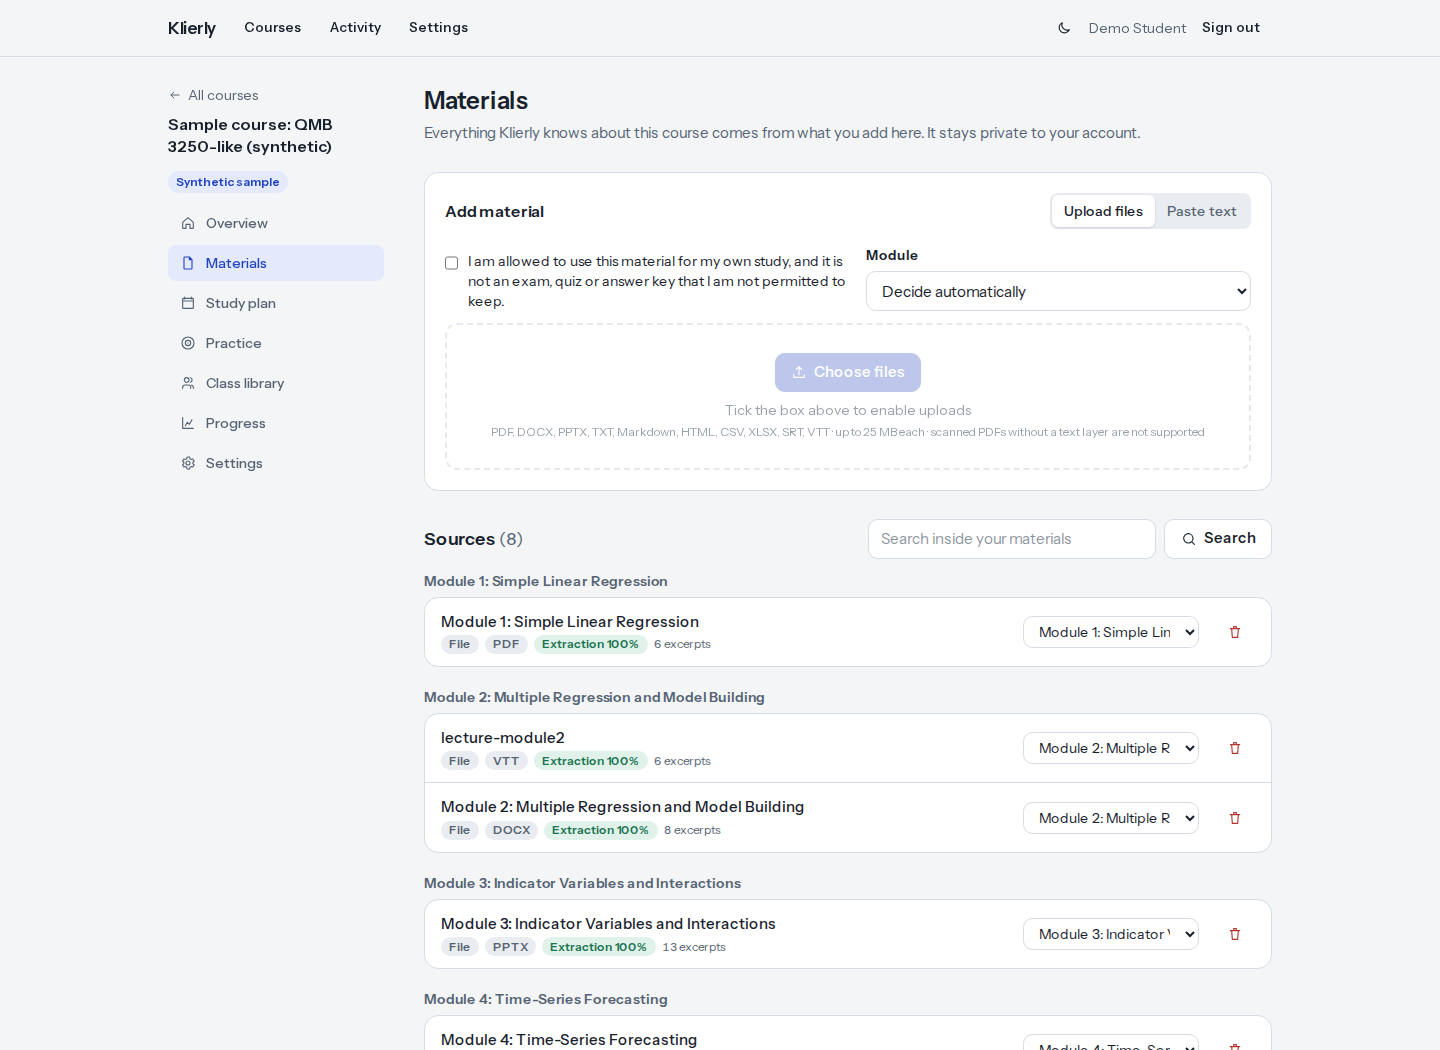 Klierly
Courses
Activity
Settings
Demo Student
Sign out
All courses
Sample course: QMB
3250-like (synthetic)
Synthetic sample
Overview
Materials
Study plan
Practice
Class library
Progress
Settings
Materials
Everything Klierly knows about this course comes from what you add here. It stays private to your account.
Add material
Upload files
Paste text
I am allowed to use this material for my own study, and it is
not an exam, quiz or answer key that I am not permitted to
keep.
Module
Decide automatically
Choose files
Tick the box above to enable uploads
PDF, DOCX, PPTX, TXT, Markdown, HTML, CSV, XLSX, SRT, VTT · up to 25 MB each · scanned PDFs without a text layer are not supported
Sources (8)
Search inside your materials
Search
Module 1: Simple Linear Regression
Module 1: Simple Linear Regression
File PDF Extraction 100% 6 excerpts
Module 1: Simple Lin
Module 2: Multiple Regression and Model Building
lecture-module2
File VTT Extraction 100% 6 excerpts
Module 2: Multiple R
Module 2: Multiple Regression and Model Building
File DOCX Extraction 100% 8 excerpts
Module 2: Multiple R
Module 3: Indicator Variables and Interactions
Module 3: Indicator Variables and Interactions
File PPTX Extraction 100% 13 excerpts
Module 3: Indicator V
Module 4: Time-Series Forecasting
Module 4: Time-Series Forecasting
Module 4: Time-Ser